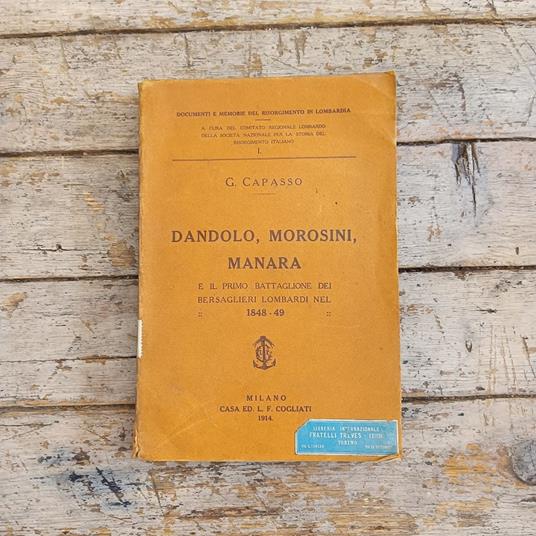 DOCUMENTI E MEMORIE DEL RISORGIMENTO IN LOMBARDIA
A CURA DEL COMITATO REGIONALE LOMBARDO
DELLA SOCIETÀ NAZIONALE PER LA STORIA DEL
RISORGIMENTO ITALIANO
I.
G. CAPASSO
DANDOLO, MOROSINI,
MANARA
E IL PRIMO BATTAGLIONE DEI
BERSAGLIERI LOMBARDI NEL
:: 1848-49 ::
MILANO
CASA ED. L. F. COGLIATI
1914.
LIBRERIA INTERNAZIONALE
FRATELLI TREVES
TORINO